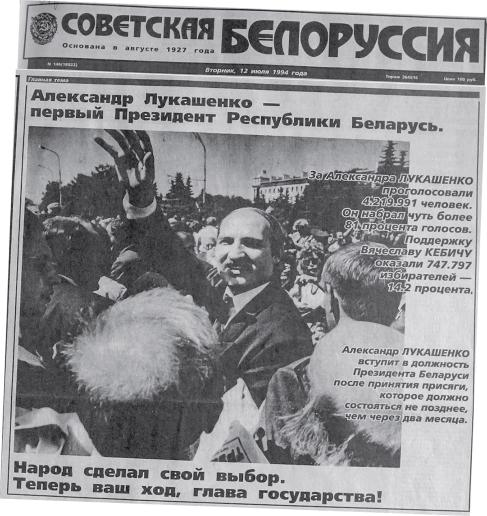 СОВЕТСКАЯ БЕЛОРУССИЯ
Основана в августе 1927 года
Вторник, 12 июля 1994 года
Главная тема
Александр Лукашенко —
первый Президент Республики Беларусь.
За Александра ЛУКАШЕНКО
проголосовали
4.219.991 человек.
Он набрал чуть более
81 процента голосов.
Поддержку
Вячеславу КЕБИЧУ
оказали 747.797
избирателей —
14.2 процента.
Александр ЛУКАШЕНКО
вступит в должность
Президента Беларуси
после принятия присяги,
которое должно
состояться не позднее,
чем через два месяца.
Народ сделал свой выбор.
Теперь ваш ход, глава государства!